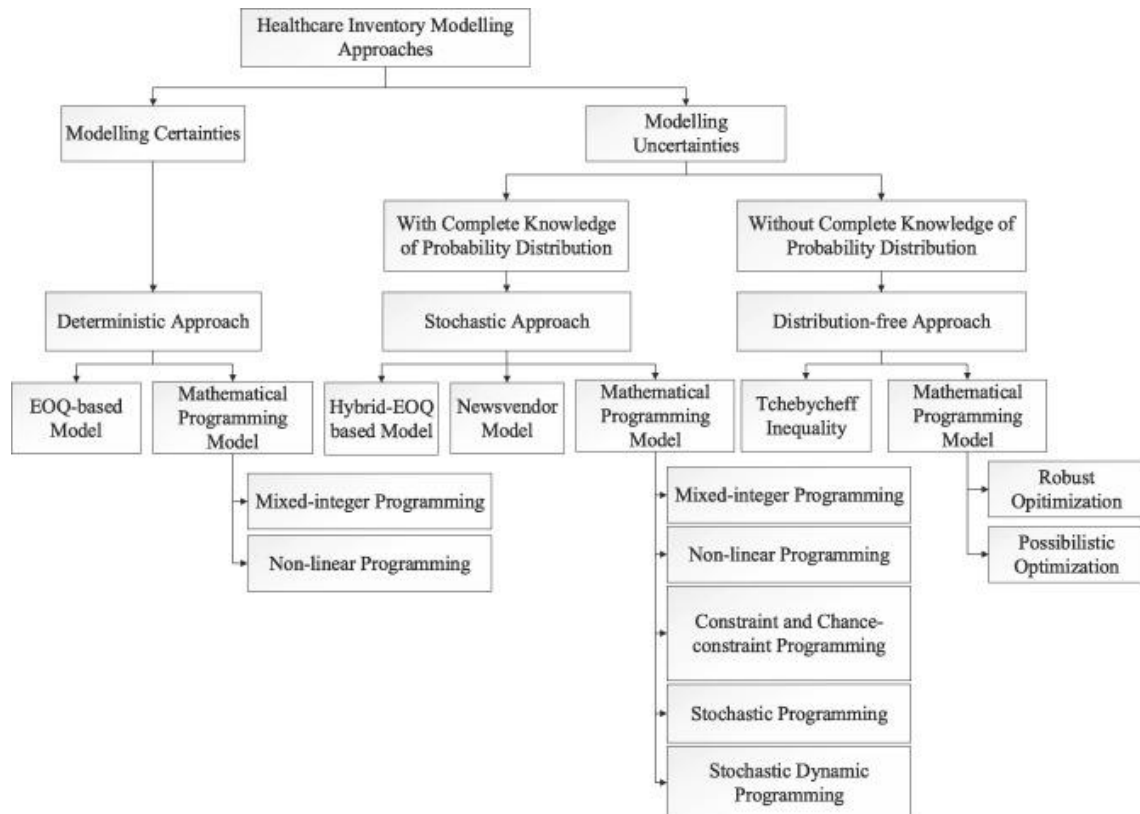 Healthcare Inventory Modelling
Approaches
Modelling Certainties
Modelling
Uncertainties
With Complete Knowledge
of Probability Distribution
Without Complete Knowledge of
Probability Distribution
Deterministic Approach
Stochastic Approach
Distribution-free Approach
EOQ-based
Model
Mathematical
Programming
Model
Hybrid-EOQ
based Model
Newsvendor
Model
Mathematical
Programming
Model
Tchebycheff
Inequality
Mathematical
Programming
Model
Mixed-integer Programming
Non-linear Programming
Mixed-integer Programming
Non-linear Programming
Constraint and Chance-
constraint Programming
Stochastic Programming
Stochastic Dynamic
Programming
Robust
Opitimization
Possibilistic
Optimization